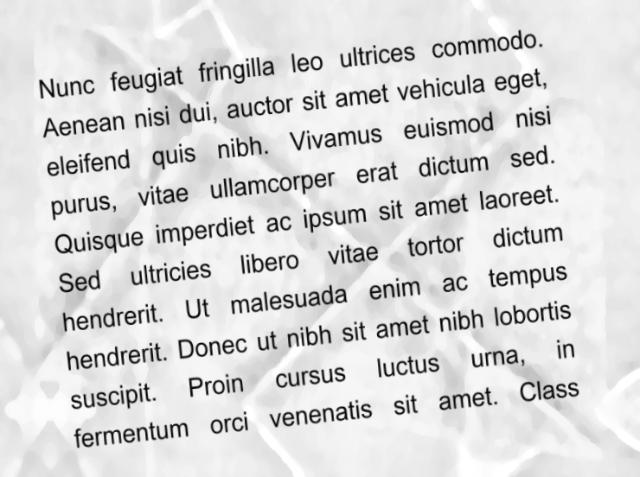 Nunc feugiat fringilla leo ultrices commodo.
Aenean nisi dui, auctor sit amet vehicula eget,
eleifend quis nibh. Vivamus euismod nisi
purus, vitae ullamcorper erat dictum sed.
Quisque imperdiet ac ipsum sit amet laoreet.
Sed ultricies libero vitae tortor dictum
hendrerit. Ut malesuada enim ac tempus
hendrerit. Donec ut nibh sit amet nibh lobortis
suscipit. Proin cursus luctus urna, in
fermentum orci venenatis sit amet. Class